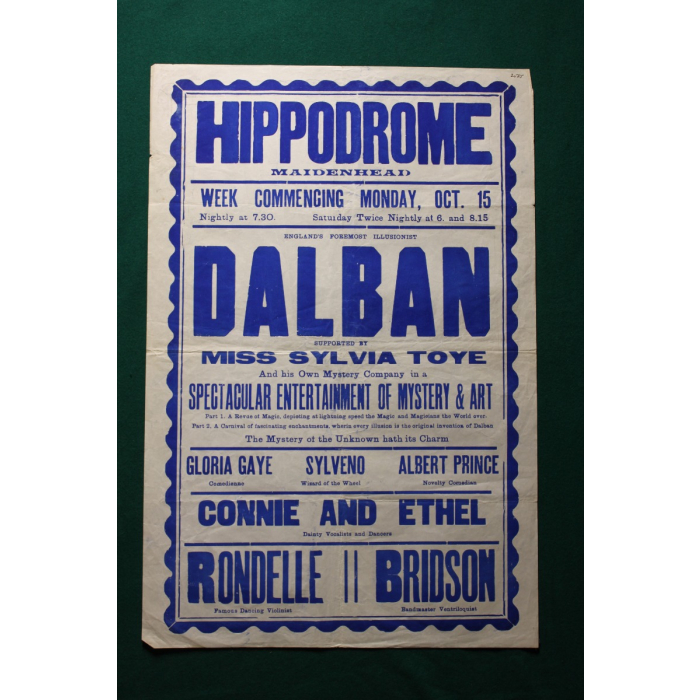 HIPPODROME
MAIDENHEAD
WEEK COMMENCING MONDAY, OCT. 15
Nightly at 7.30. Saturday Twice Nightly at 6. and 8.15
ENGLAND'S FOREMOST ILLUSIONIST
DALBAN
SUPPORTED BY
MISS SYLVIA TOYE
And his Own Mystery Company in a
SPECTACULAR ENTERTAINMENT OF MYSTERY & ART
Part 1. A Revue of Magic, depicting at lightning speed the Magic and Magicians the World over.
Part 2. A Carnival of fascinating enchantments, wherin every illusion is the original invention of Dalban
The Mystery of the Unknown hath its Charm
GLORIA GAYE SYLVENO ALBERT PRINCE
Comedienne Wizard of the Wheel Novelty Comedian
CONNIE AND ETHEL
Dainty Vocalists and Dancers
RONDELLE || BRIDSON
Famous Dancing Violinist Bandmaster Ventriloquist